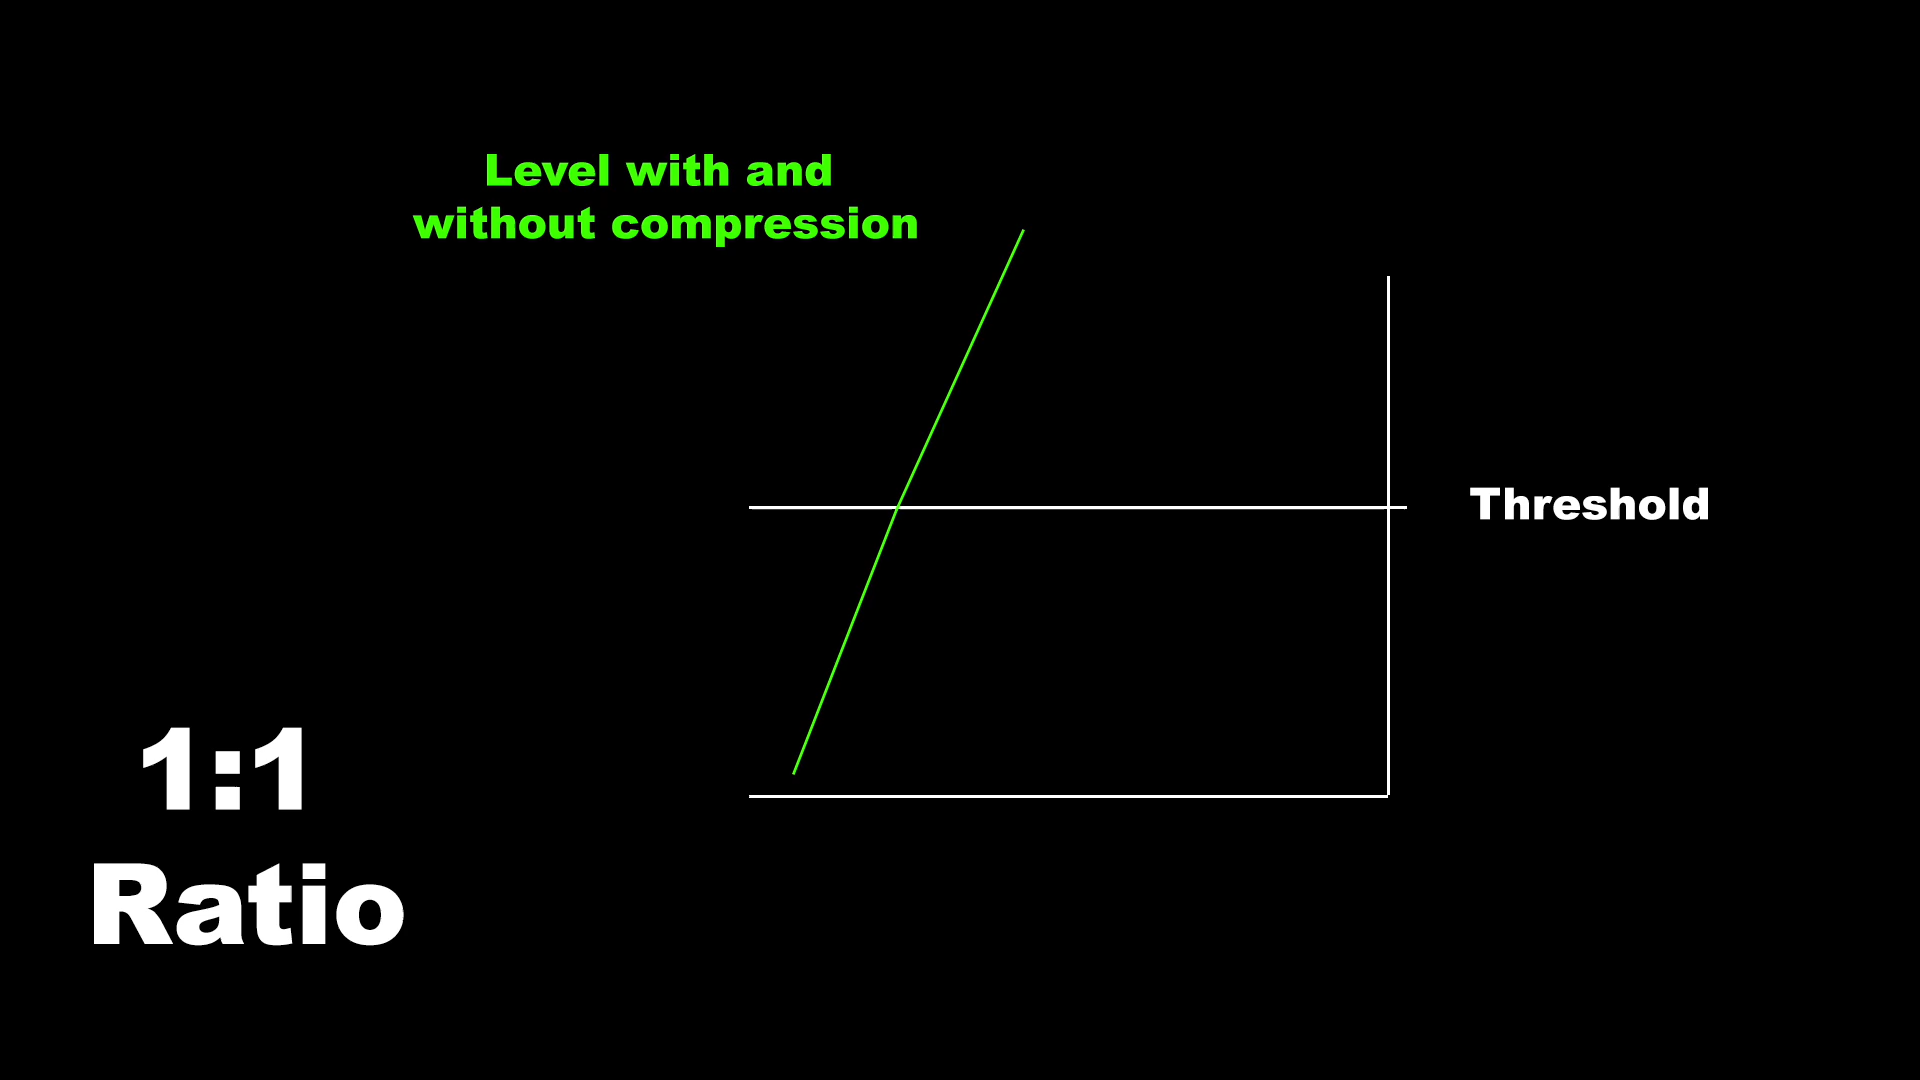 Level with and
without compression
Threshold
1:1
Ratio